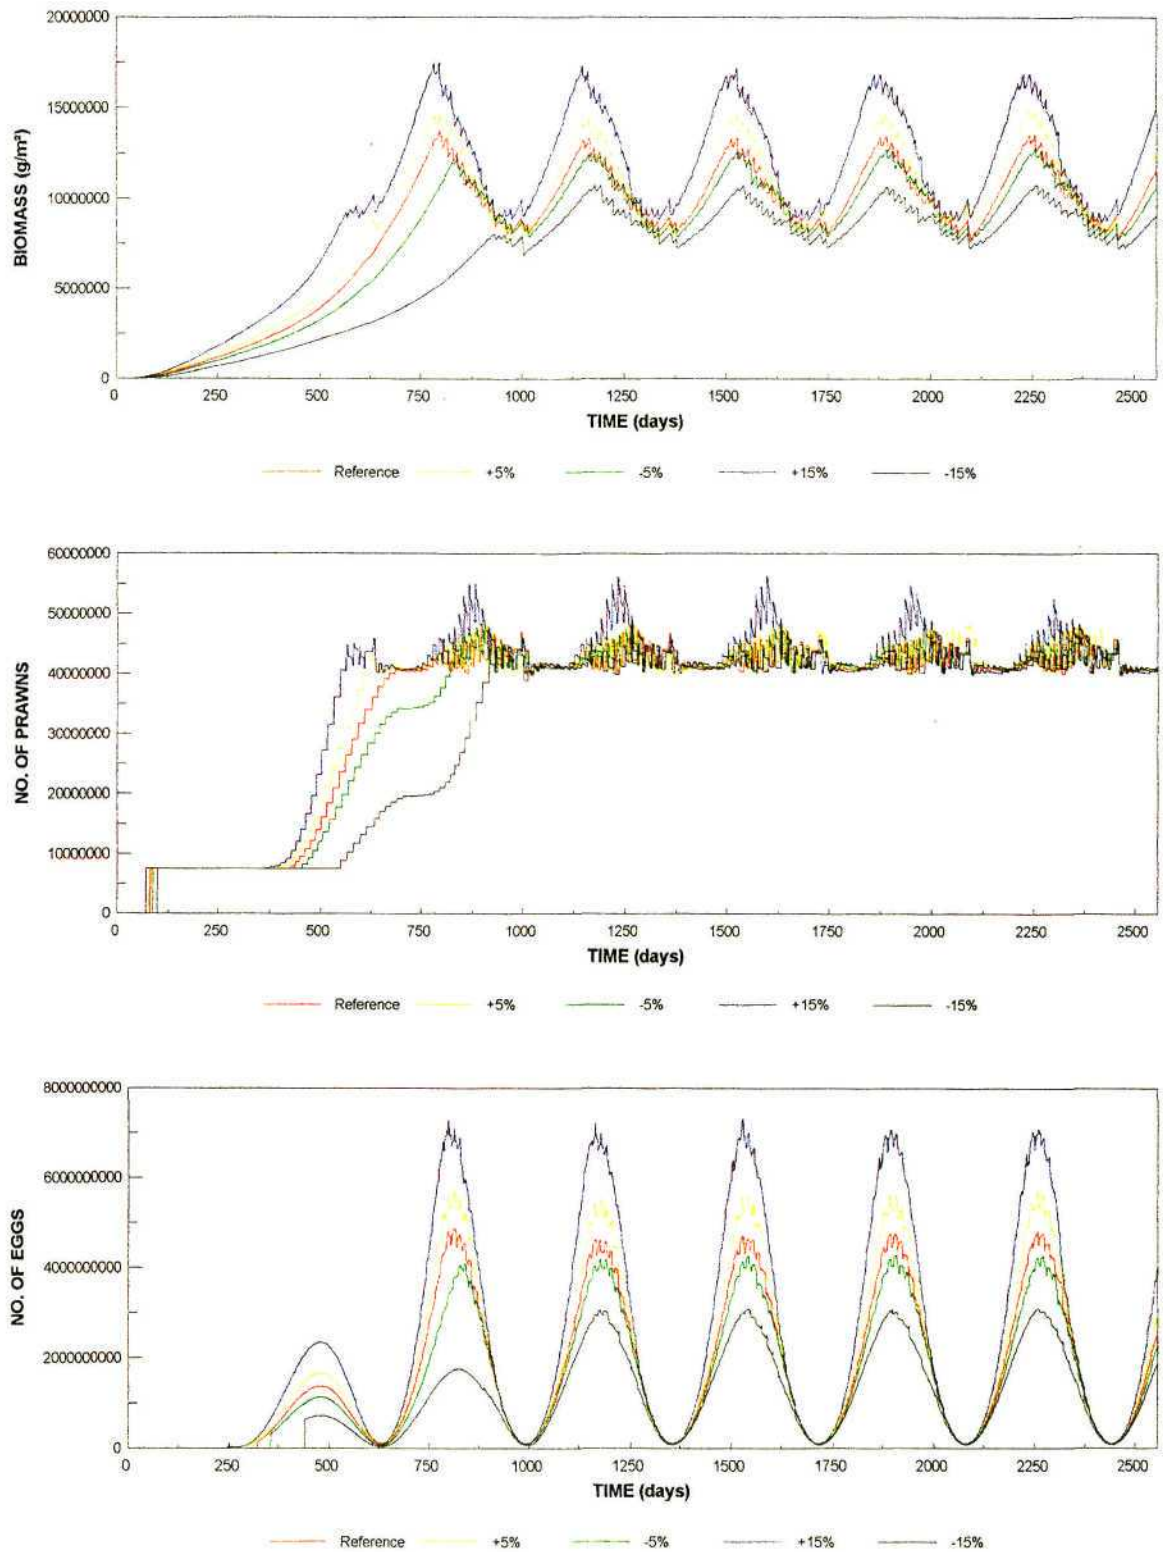 20000000
15000000
10000000
5000000
0
BIOMASS (g/m²)
0 250 500 750 1000 1250 1500 1750 2000 2250 2500
TIME (days)
Reference +5% -5% +15% -15%
60000000
50000000
40000000
30000000
20000000
10000000
0
NO. OF PRAWNS
0 250 500 750 1000 1250 1500 1750 2000 2250 2500
TIME (days)
Reference +5% -5% +15% -15%
8000000000
6000000000
4000000000
2000000000
0
NO. OF EGGS
0 250 500 750 1000 1250 1500 1750 2000 2250 2500
TIME (days)
Reference +5% -5% +15% -15%